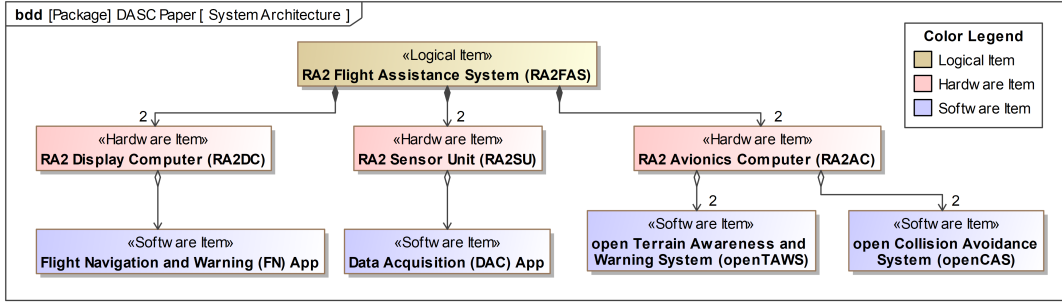 bdd [Package] DASC Paper [ System Architecture ]
Color Legend
Logical Item
Hardware Item
Software Item
«Logical Item»
RA2 Flight Assistance System (RA2FAS)
2
2
2
«Hardware Item»
RA2 Display Computer (RA2DC)
«Hardware Item»
RA2 Sensor Unit (RA2SU)
«Hardware Item»
RA2 Avionics Computer (RA2AC)
2
2
«Software Item»
Flight Navigation and Warning (FN) App
«Software Item»
Data Acquisition (DAC) App
«Software Item»
open Terrain Awareness and
Warning System (openTAWS)
«Software Item»
open Collision Avoidance
System (openCAS)